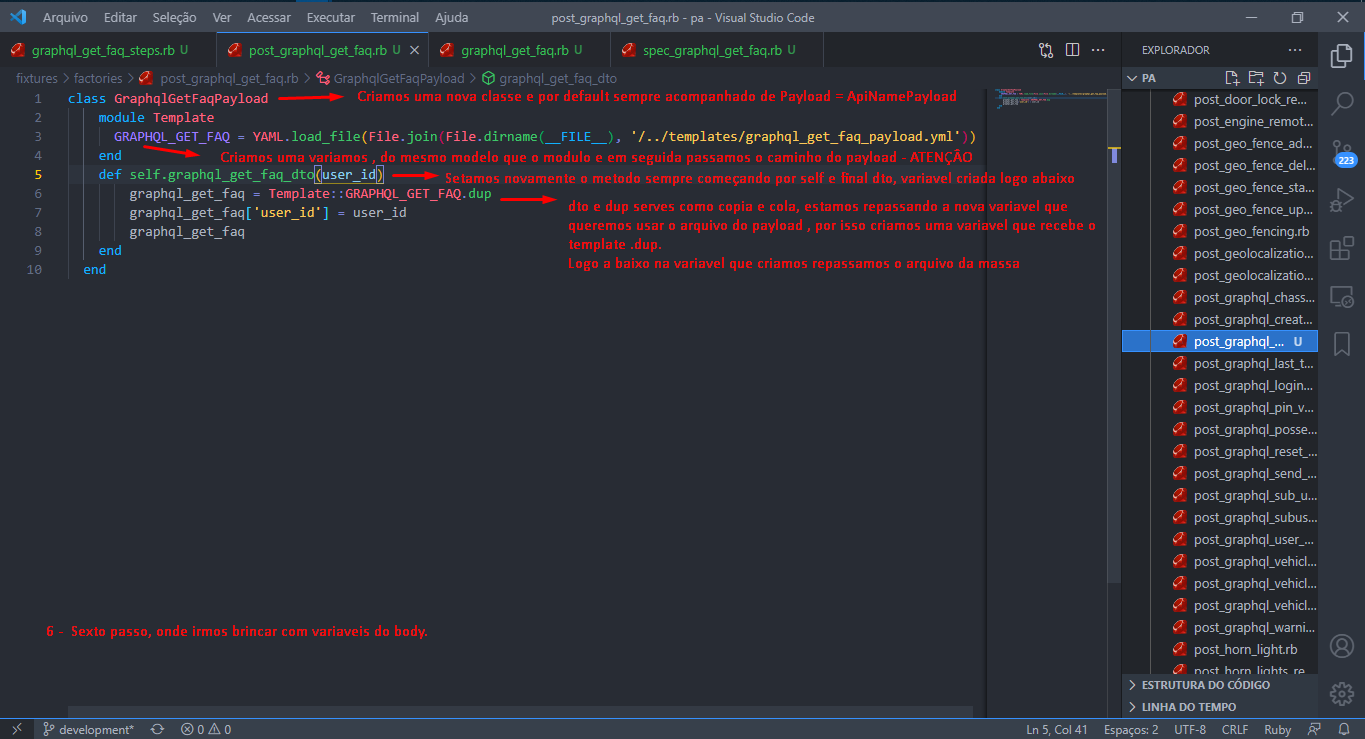 Arquivo Editar Seleção Ver Acessar Executar Terminal Ajuda
post_graphql_get_faq.rb - pa - Visual Studio Code
graphql_get_faq_steps.rb U
post_graphql_get_faq.rb U
graphql_get_faq.rb U
spec_graphql_get_faq.rb U
EXPLORADOR
fixtures > factories > post_graphql_get_faq.rb > GraphqlGetFaqPayload > graphql_get_faq_dto
PA
1 class GraphqlGetFaqPayload
Criamos uma nova classe e por default sempre acompanhado de Payload = ApiNamePayload
2 module Template
3 GRAPHQL_GET_FAQ = YAML.load_file(File.join(File.dirname(__FILE__), '/../templates/graphql_get_faq_payload.yml'))
4 end
Criamos uma variamos , do mesmo modelo que o modulo e em seguida passamos o caminho do payload - ATENÇÃO
5 def self.graphql_get_faq_dto(user_id)
Setamos novamente o metodo sempre começando por self e final dto, variavel criada logo abaixo
6 graphql_get_faq = Template::GRAPHQL_GET_FAQ.dup
7 graphql_get_faq['user_id'] = user_id
8 graphql_get_faq
9 end
10 end
dto e dup serves como copia e cola, estamos repassando a nova variavel que
queremos usar o arquivo do payload , por isso criamos uma variavel que recebe o
template .dup.
Logo a baixo na variavel que criamos repassamos o arquivo da massa
6 - Sexto passo, onde irmos brincar com variaveis do body.
post_door_lock_re...
post_engine_remot...
post_geo_fence_ad...
post_geo_fence_del...
post_geo_fence_sta...
post_geo_fence_up...
post_geo_fencing.rb
post_geolocalizatio...
post_geolocalizatio...
post_graphql_chass...
post_graphql_creat...
post_graphql_... U
post_graphql_last_t...
post_graphql_login...
post_graphql_pin_v...
post_graphql_posse...
post_graphql_reset_...
post_graphql_send_...
post_graphql_sub_u...
post_graphql_subus...
post_graphql_user_...
post_graphql_vehicl...
post_graphql_vehicl...
post_graphql_vehicl...
post_graphql_warni...
post_horn_light.rb
post_horn_lights_re...
223
ESTRUTURA DO CÓDIGO
LINHA DO TEMPO
development* 0 0
Ln 5, Col 41 Espaços: 2 UTF-8 CRLF Ruby